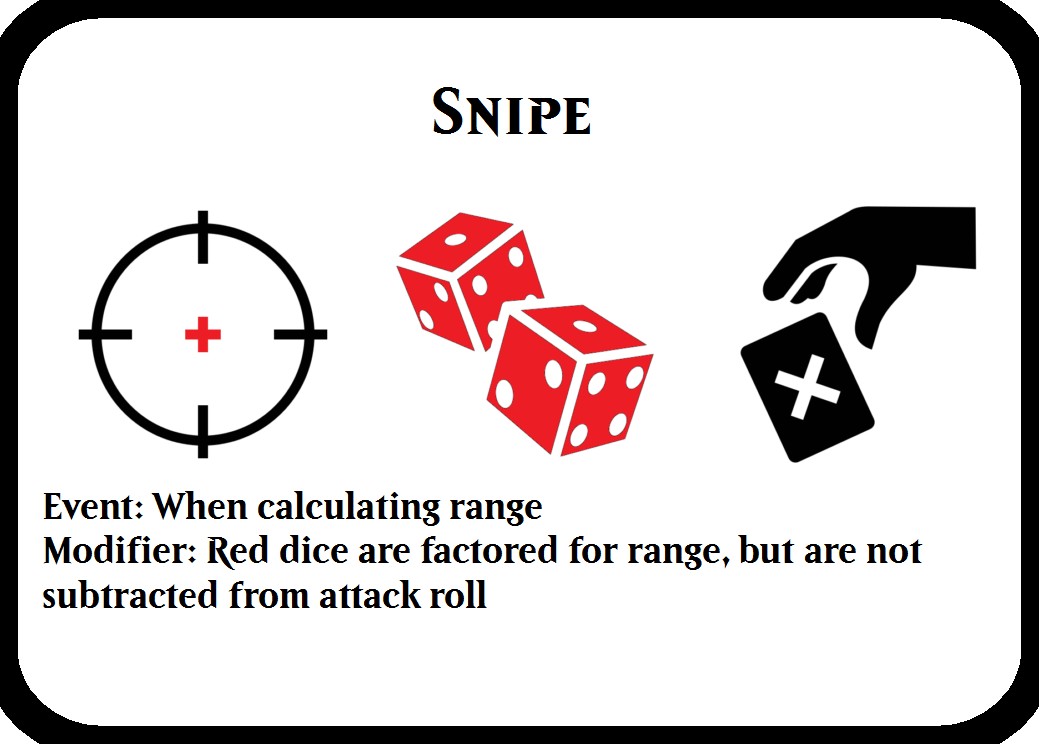 Snipe
Event: When calculating range
Modifier: Red dice are factored for range, but are not
subtracted from attack roll